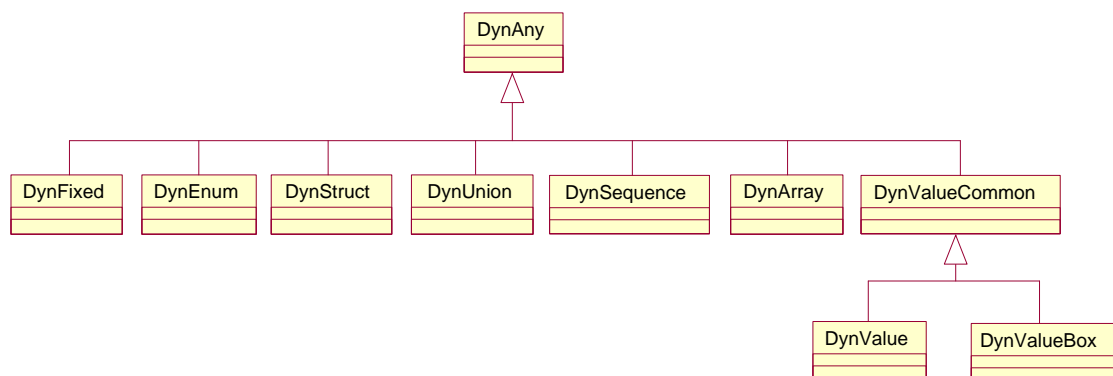 DynAny
DynFixed
DynEnum
DynStruct
DynUnion
DynSequence
DynArray
DynValueCommon
DynValue
DynValueBox